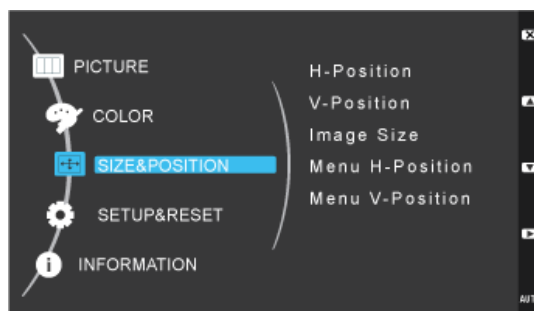 PICTURE
COLOR
SIZE&POSITION
SETUP&RESET
INFORMATION
H-Position
V-Position
Image Size
Menu H-Position
Menu V-Position